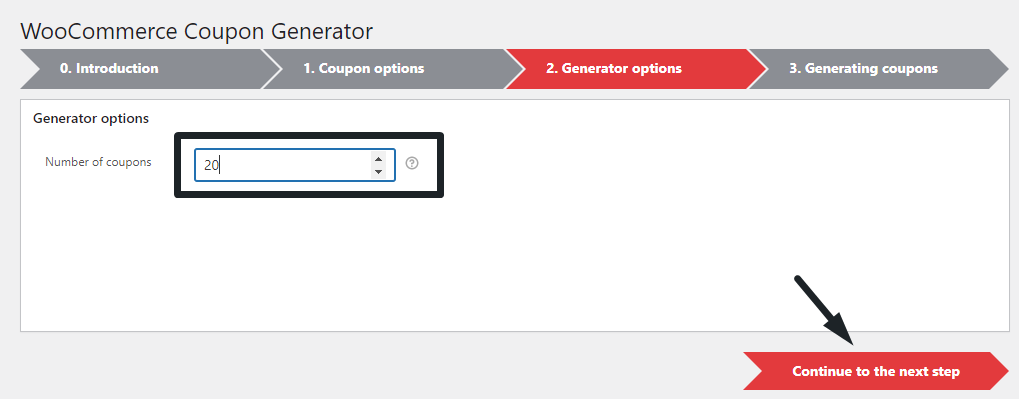 WooCommerce Coupon Generator
0. Introduction
1. Coupon options
2. Generator options
3. Generating coupons
Generator options
Number of coupons
20
?
Continue to the next step